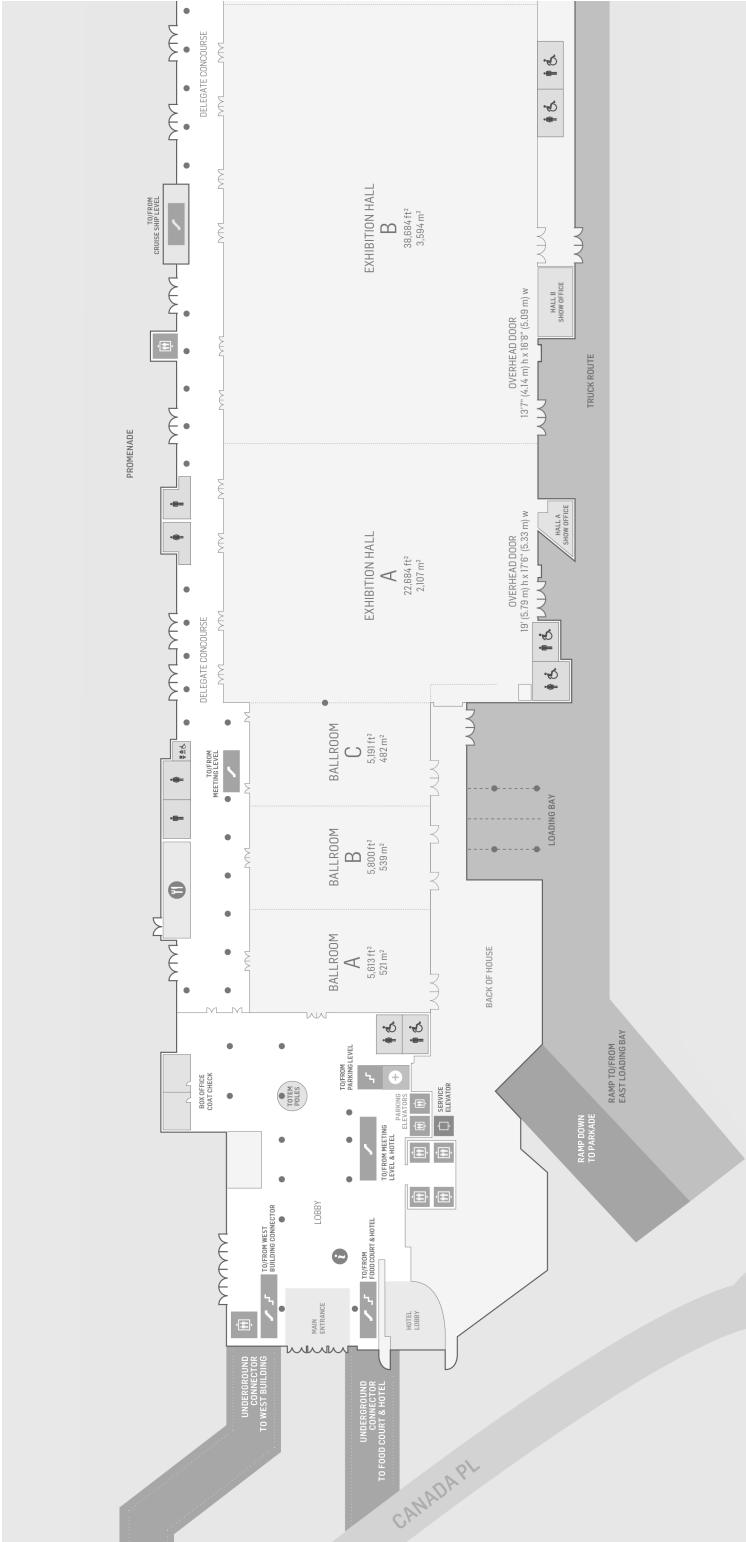 DELEGATE CONCOURSE
TO/FROM
CRUISE SHIP LEVEL
EXHIBITION HALL
B
38,684 ft²
3,594 m²
HALL B
SHOW OFFICE
OVERHEAD DOOR
13'7" (4.14 m) h x 16'8" (5.09 m) w
TRUCK ROUTE
PROMENADE
EXHIBITION HALL
A
22,684 ft²
2,107 m²
HALL A
SHOW OFFICE
OVERHEAD DOOR
19' (5.79 m) h x 17'6" (5.33 m) w
DELEGATE CONCOURSE
TO/FROM
MEETING LEVEL
BALLROOM
C
5,191 ft²
482 m²
LOADING BAY
BALLROOM
B
5,800 ft²
539 m²
BALLROOM
A
5,613 ft²
521 m²
BACK OF HOUSE
BOX OFFICE
COAT CHECK
TOTEM
POLES
TO/FROM
PARKING LEVEL
PARKING
ELEVATORS
SERVICE
ELEVATOR
RAMP TO/FROM
EAST LOADING BAY
RAMP DOWN
TO PARKADE
TO/FROM MEETING
LEVEL & HOTEL
LOBBY
TO/FROM WEST
BUILDING CONNECTOR
i
TO/FROM
FOOD COURT & HOTEL
MAIN
ENTRANCE
HOTEL
LOBBY
UNDERGROUND
CONNECTOR
TO WEST BUILDING
UNDERGROUND
CONNECTOR
TO FOOD COURT & HOTEL
CANADA PL